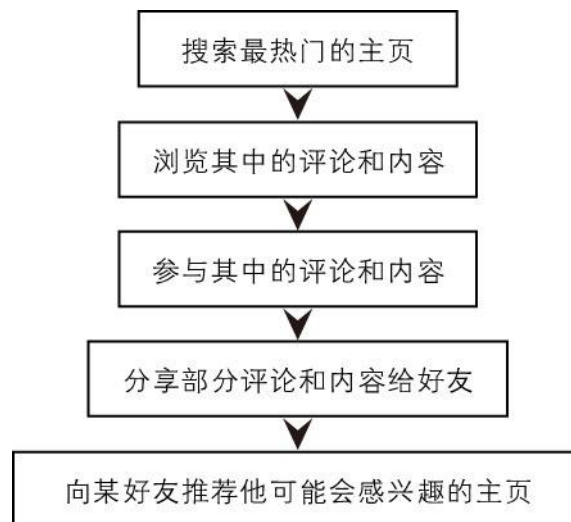 搜索最热门的主页
浏览其中的评论和内容
参与其中的评论和内容
分享部分评论和内容给好友
向某好友推荐他可能会感兴趣的主页